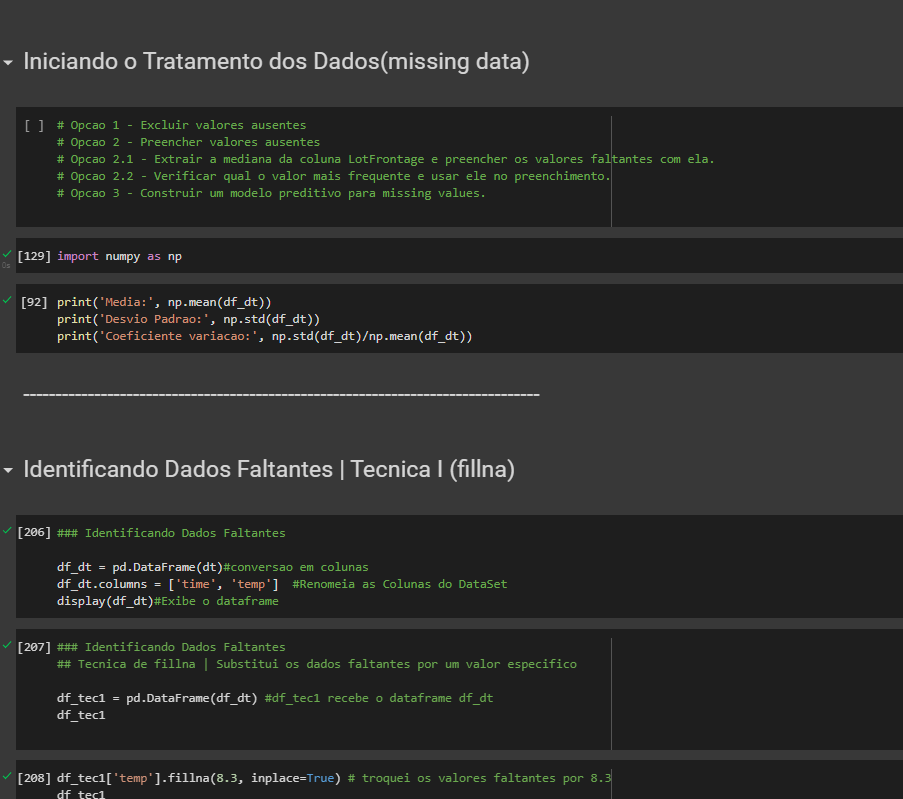 Iniciando o Tratamento dos Dados(missing data)
[ ] # Opcao 1 - Excluir valores ausentes
# Opcao 2 - Preencher valores ausentes
# Opcao 2.1 - Extrair a mediana da coluna LotFrontage e preencher os valores faltantes com ela.
# Opcao 2.2 - Verificar qual o valor mais frequente e usar ele no preenchimento.
# Opcao 3 - Construir um modelo preditivo para missing values.
[129] import numpy as np
0s
[92] print('Media:', np.mean(df_dt))
print('Desvio Padrao:', np.std(df_dt))
print('Coeficiente variacao:', np.std(df_dt)/np.mean(df_dt))
Identificando Dados Faltantes | Tecnica I (fillna)
[206] ### Identificando Dados Faltantes
df_dt = pd.DataFrame(dt)#conversao em colunas
df_dt.columns = ['time', 'temp']  #Renomeia as Colunas do DataSet
display(df_dt)#Exibe o dataframe
[207] ### Identificando Dados Faltantes
## Tecnica de fillna | Substitui os dados faltantes por um valor especifico
df_tec1 = pd.DataFrame(df_dt) #df_tec1 recebe o dataframe df_dt
df_tec1
[208] df_tec1['temp'].fillna(8.3, inplace=True) # troquei os valores faltantes por 8.3
df_tec1